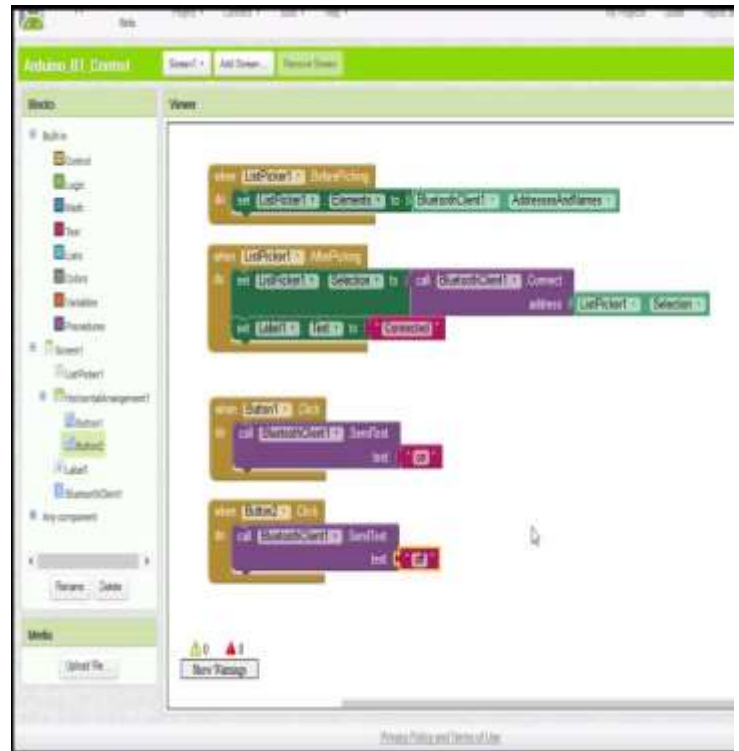 Beta
Arduino_BT_Control
Screen1
Add Screen...
Remove Screen
Blocks
Viewer
Built-in
Control
Logic
Math
Text
Lists
Colors
Variables
Procedures
Screen1
ListPicker1
HorizontalArrangement1
Button1
Button2
Label1
BluetoothClient1
Any component
Rename
Delete
Media
Upload File...
when ListPicker1 .BeforePicking
do set ListPicker1 . Elements to BluetoothClient1 . AddressesAndNames
when ListPicker1 .AfterPicking
do set ListPicker1 . Selection to call BluetoothClient1 .Connect
address ListPicker1 . Selection
set Label1 . Text to " Connected "
when Button1 .Click
do call BluetoothClient1 .SendText
text " on "
when Button2 .Click
do call BluetoothClient1 .SendText
text " off "
0 0
Show Warnings
Privacy Policy and Terms of Use